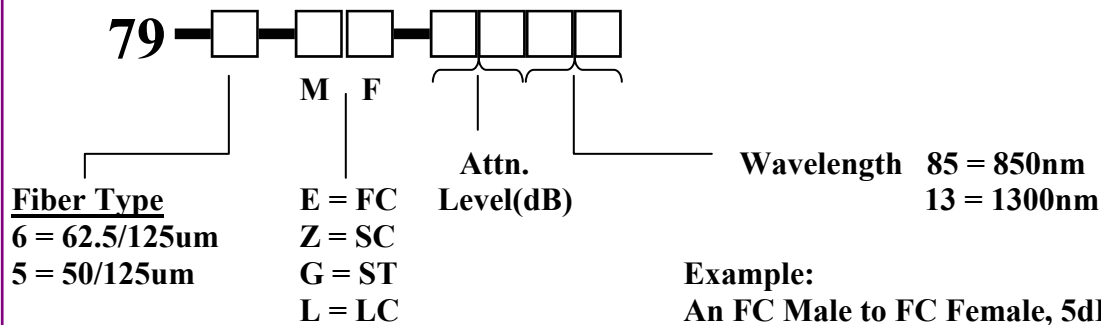 79
M F
Attn.
Level(dB)
Wavelength 85 = 850nm
13 = 1300nm
Fiber Type
6 = 62.5/125um
5 = 50/125um
E = FC
Z = SC
G = ST
L = LC
Example:
An FC Male to FC Female,